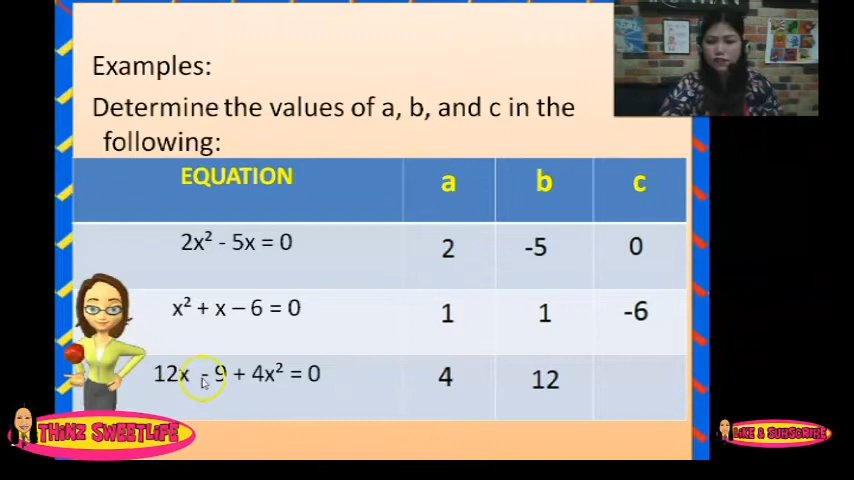 Examples:
Determine the values of a, b, and c in the
following:
EQUATION a b c
2x² - 5x = 0 2 -5 0
x² + x – 6 = 0 1 1 -6
12x - 9 + 4x² = 0 4 12
THINZ SWEETLIFE
LIKE & SUBSCRIBE